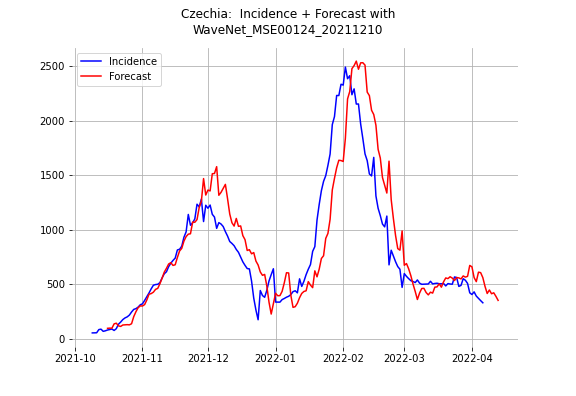 Czechia:  Incidence + Forecast with
WaveNet_MSE00124_20211210
Incidence
Forecast
2500
2000
1500
1000
500
0
2021-10 2021-11 2021-12 2022-01 2022-02 2022-03 2022-04